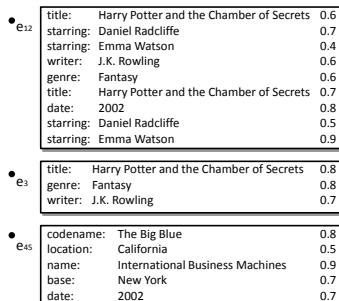 e12
title: Harry Potter and the Chamber of Secrets 0.6
starring: Daniel Radcliffe 0.7
starring: Emma Watson 0.4
writer: J.K. Rowling 0.6
genre: Fantasy 0.6
title: Harry Potter and the Chamber of Secrets 0.7
date: 2002 0.8
starring: Daniel Radcliffe 0.5
starring: Emma Watson 0.9
e3
title: Harry Potter and the Chamber of Secrets 0.8
genre: Fantasy 0.8
writer: J.K. Rowling 0.7
e45
codename: The Big Blue 0.8
location: California 0.5
name: International Business Machines 0.9
base: New York 0.7
date: 2002 0.7